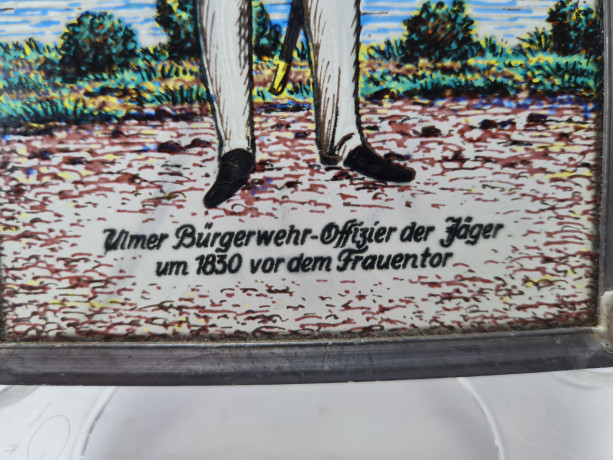 Ulmer Bürgerwehr-Offizier der Jäger
um 1830 vor dem Frauentor